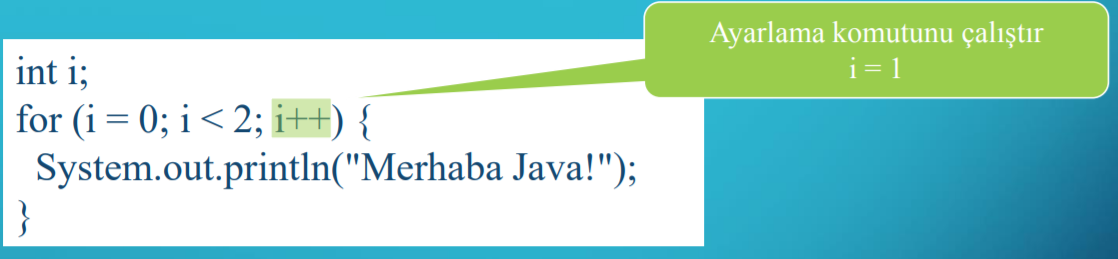 Ayarlama komutunu çalıştır
i = 1
int i;
for (i = 0; i < 2; i++) {
System.out.println("Merhaba Java!");
}